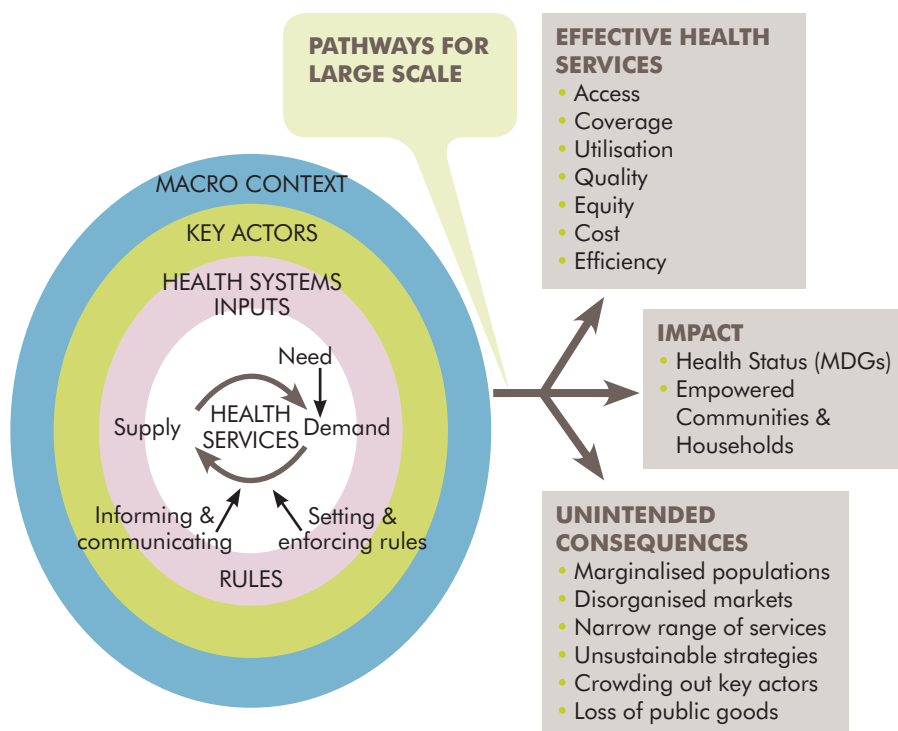 PATHWAYS FOR
LARGE SCALE
MACRO CONTEXT
KEY ACTORS
HEALTH SYSTEMS
INPUTS
Need
Supply
HEALTH
SERVICES
Demand
Informing &
communicating
Setting &
enforcing rules
RULES
EFFECTIVE HEALTH
SERVICES
• Access
• Coverage
• Utilisation
• Quality
• Equity
• Cost
• Efficiency
IMPACT
• Health Status (MDGs)
• Empowered
Communities &
Households
UNINTENDED
CONSEQUENCES
• Marginalised populations
• Disorganised markets
• Narrow range of services
• Unsustainable strategies
• Crowding out key actors
• Loss of public goods